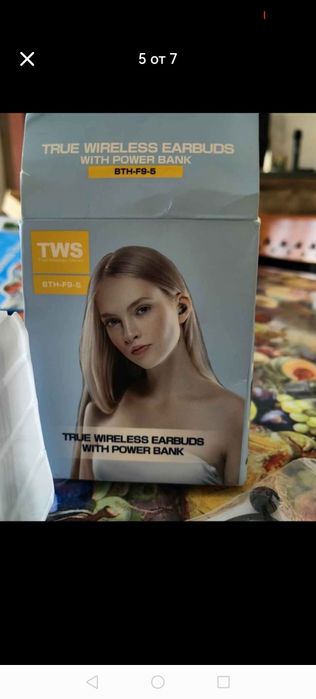 5 от 7
TRUE WIRELESS EARBUDS
WITH POWER BANK
BTH-F9-5
TWS
BTH-F9-5
TRUE WIRELESS EARBUDS
WITH POWER BANK